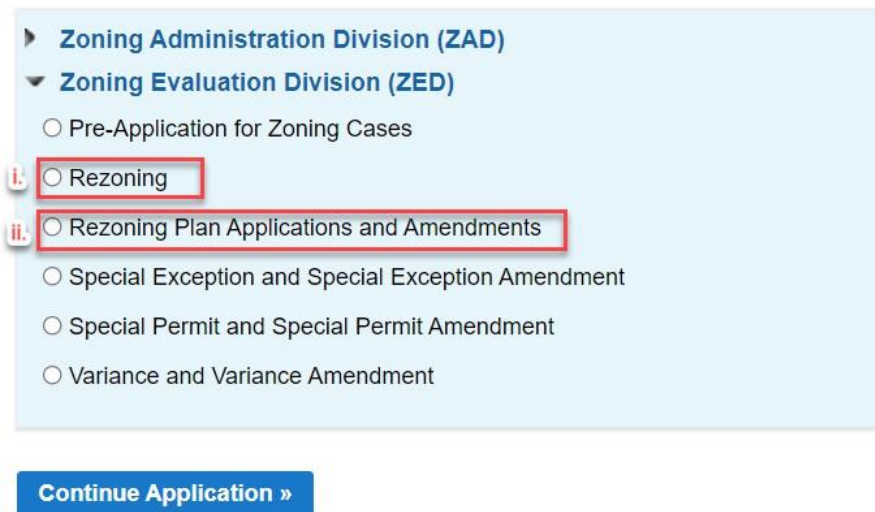 Zoning Administration Division (ZAD)
Zoning Evaluation Division (ZED)
Pre-Application for Zoning Cases
i. Rezoning
ii. Rezoning Plan Applications and Amendments
Special Exception and Special Exception Amendment
Special Permit and Special Permit Amendment
Variance and Variance Amendment
Continue Application »